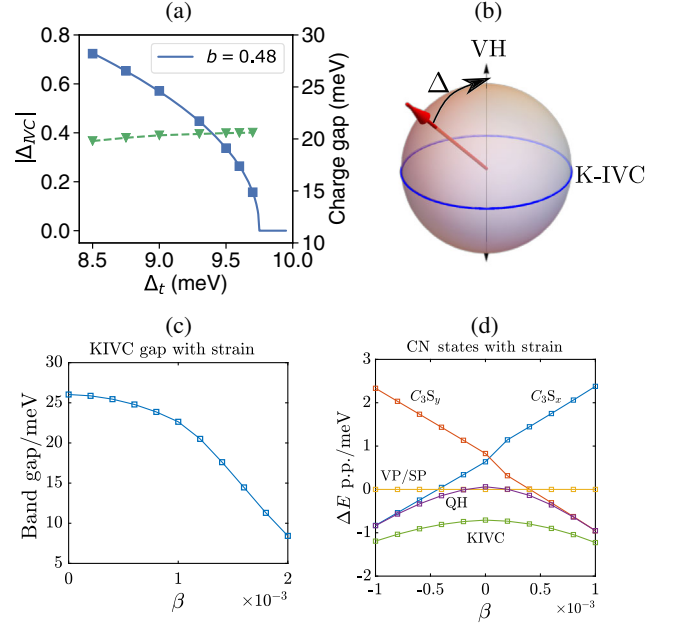 (a)
(b)
0.8
0.6
0.4
0.2
0.0
|Δ_IVC|
b = 0.48
30
25
20
15
10
Charge gap (meV)
8.5 9.0 9.5 10.0
Δ_t (meV)
VH
Δ
K-IVC
(c)
(d)
KIVC gap with strain
30
25
20
15
10
5
Band gap/meV
0 1 2
β ×10⁻³
CN states with strain
3
2
1
0
-1
-2
ΔE p.p./meV
C₃S_y C₃S_x
VP/SP
QH
KIVC
-1 -0.5 0 0.5 1
β ×10⁻³